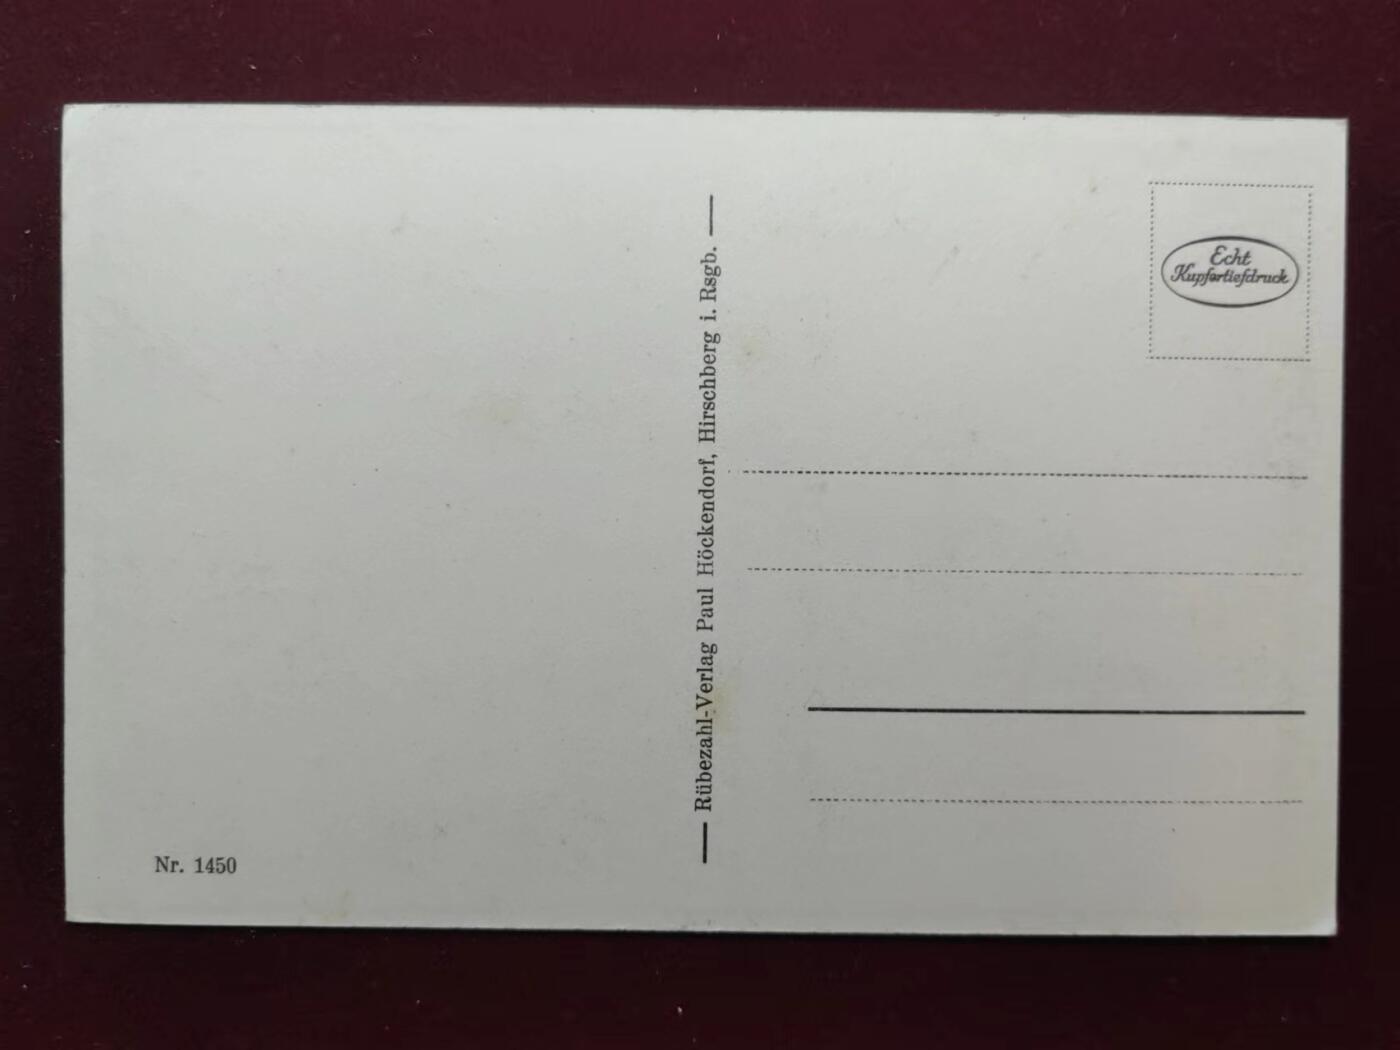 Echt
Kupfertiefdruck
Rübezahl-Verlag Paul Höckendorf, Hirschberg i. Rsgb.
Nr. 1450